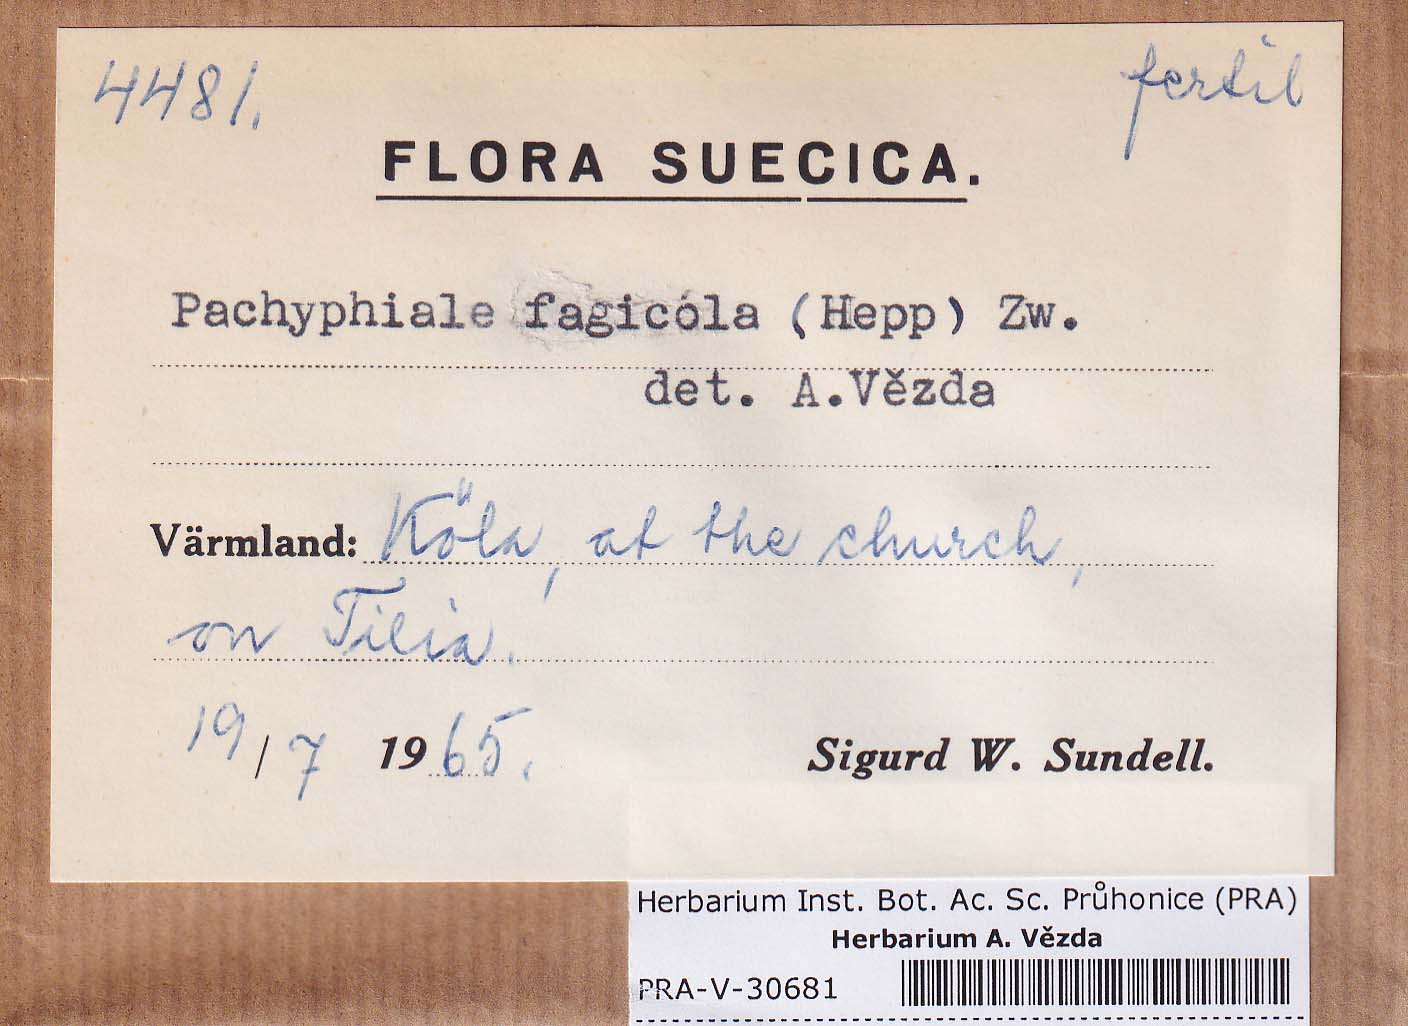 4481.
fertil
FLORA SUECICA.
Pachyphiale fagicóla (Hepp) Zw.
det. A.Vězda
Värmland: Köla, at the church,
on Tilia.
19/7 1965.
Sigurd W. Sundell.
Herbarium Inst. Bot. Ac. Sc. Průhonice (PRA)
Herbarium A. Vězda
PRA-V-30681